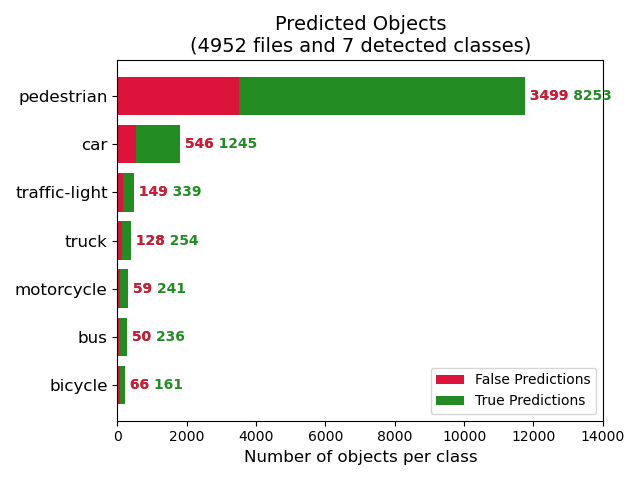 Predicted Objects
(4952 files and 7 detected classes)
pedestrian
3499 8253
car
546 1245
traffic-light
149 339
truck
128 254
motorcycle
59 241
bus
50 236
bicycle
66 161
False Predictions
True Predictions
0 2000 4000 6000 8000 10000 12000 14000
Number of objects per class